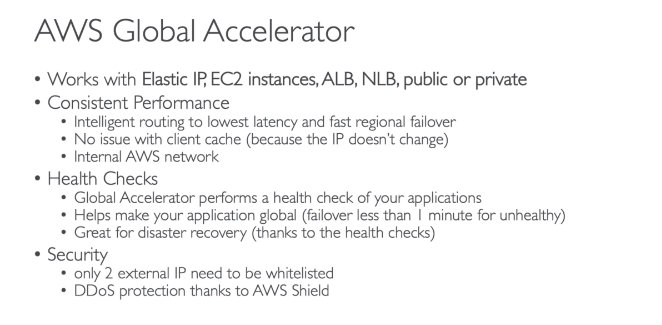 AWS Global Accelerator
• Works with Elastic IP, EC2 instances, ALB, NLB, public or private
• Consistent Performance
• Intelligent routing to lowest latency and fast regional failover
• No issue with client cache (because the IP doesn't change)
• Internal AWS network
• Health Checks
• Global Accelerator performs a health check of your applications
• Helps make your application global (failover less than 1 minute for unhealthy)
• Great for disaster recovery (thanks to the health checks)
• Security
• only 2 external IP need to be whitelisted
• DDoS protection thanks to AWS Shield